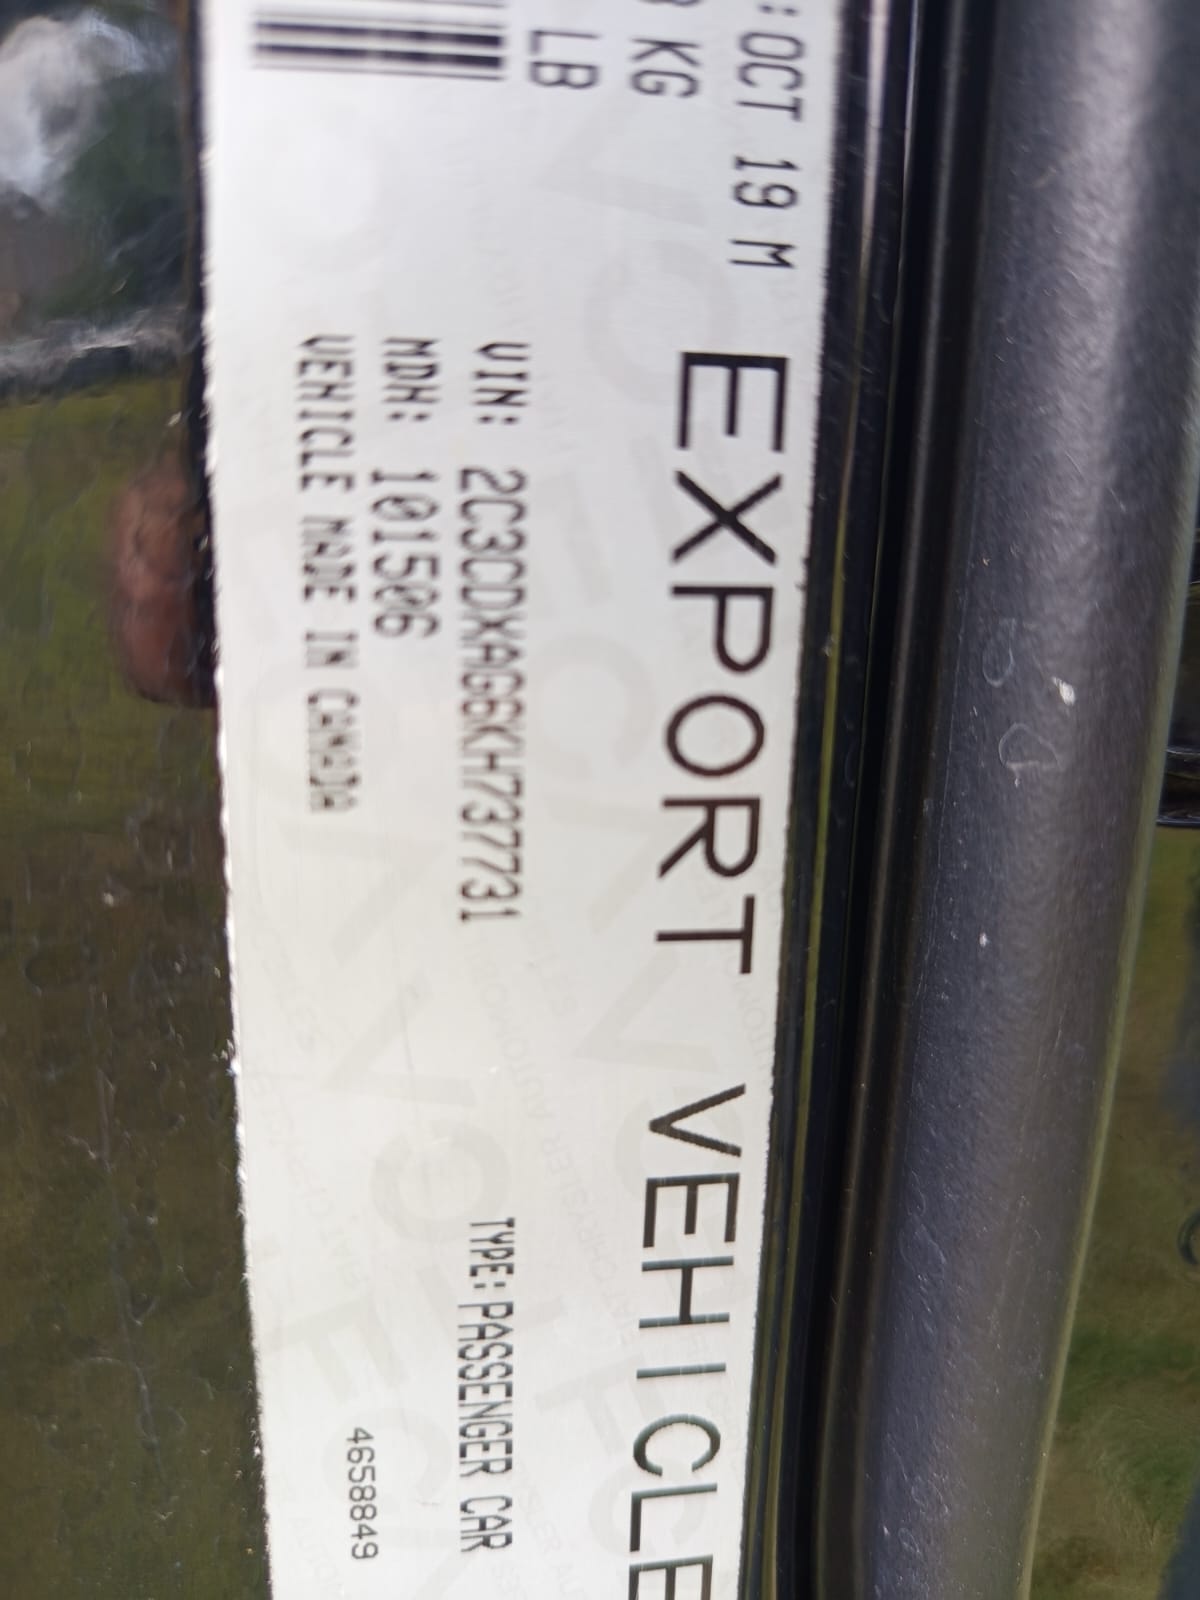 :OCT 19 M
KG
LB
EXPORT VEHICLE
VIN: 2C3CDXAG6KH737731 TYPE: PASSENGER CAR
MDH: 101506
VEHICLE MADE IN CANADA
4658849